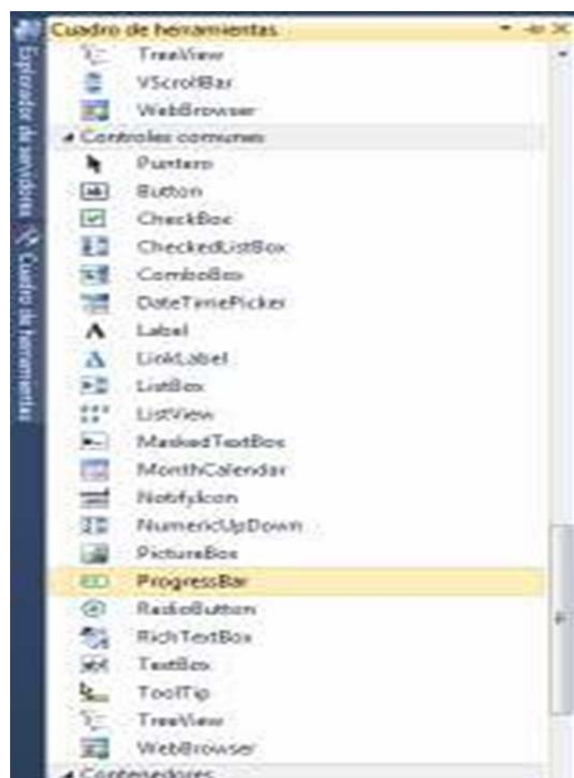 Cuadro de herramientas
TreeView
VScrollBar
WebBrowser
Controles comunes
Puntero
Button
CheckBox
CheckedListBox
ComboBox
DateTimePicker
Label
LinkLabel
ListBox
ListView
MaskedTextBox
MonthCalendar
NotifyIcon
NumericUpDown
PictureBox
ProgressBar
RadioButton
RichTextBox
TextBox
ToolTip
TreeView
WebBrowser
Contenedores
Explorador de servidores
Cuadro de herramientas